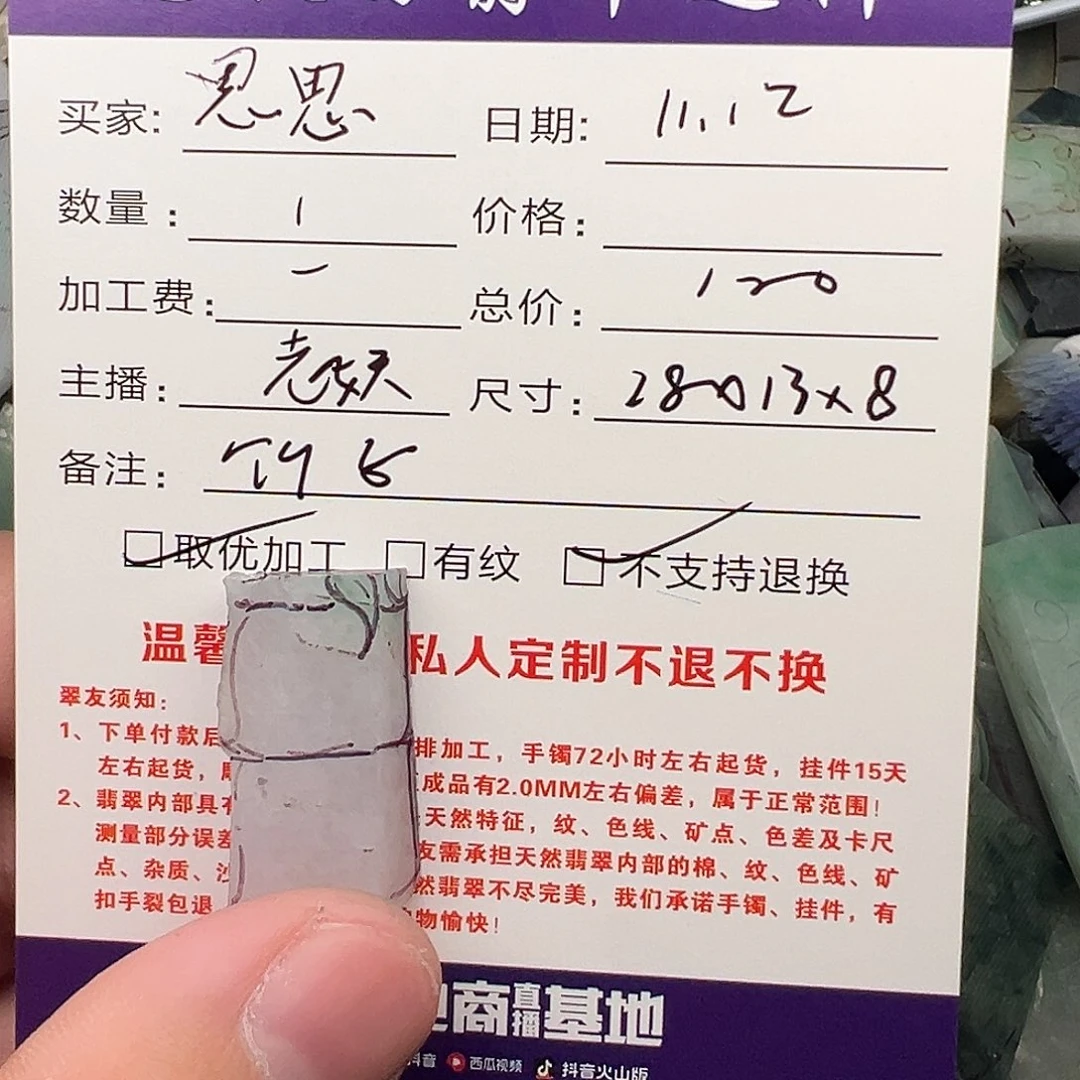 买家: 思思 日期: 11.12
数量: 1 价格:
加工费: 一 总价:
主播: 尺寸: 13x8
备注:
☐取优加工 ☐有纹 ☐不支持退换
温馨 私人定制不退不换
翠友须知:
1、下单付款后 排加工，手镯72小时左右起货，挂件15天
左右起货， 成品有2.0MM左右偏差，属于正常范围!
2、翡翠内部具有 天然特征，纹、色线、矿点、色差及卡尺
测量部分误差 友需承担天然翡翠内部的棉、纹、色线、矿
点、杂质、 然翡翠不尽完美，我们承诺手镯、挂件，有
扣手裂包退 物愉快!
商直播基地
抖音 西瓜视频 抖音火山版